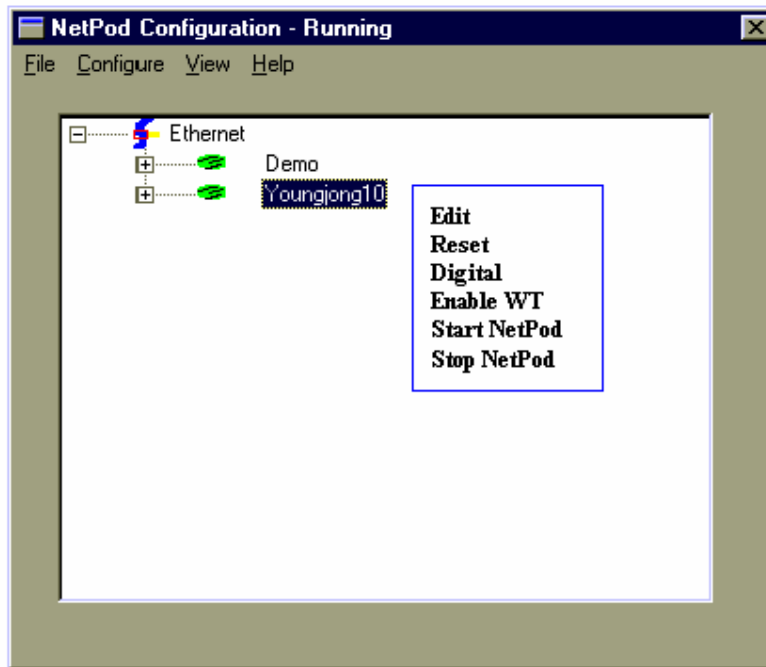 NetPod Configuration - Running
File Configure View Help
Ethernet
Demo
Youngjong10
Edit
Reset
Digital
Enable WT
Start NetPod
Stop NetPod